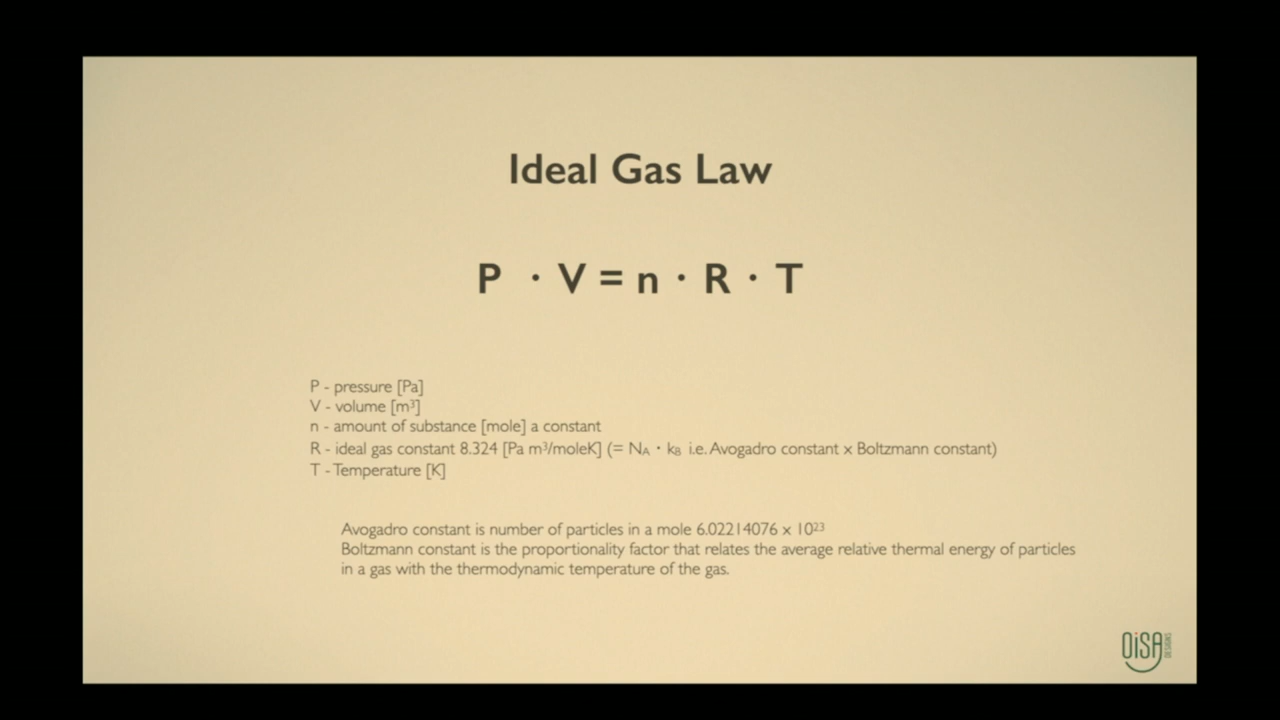 Ideal Gas Law
P · V = n · R · T
P - pressure [Pa]
V - volume [m³]
n - amount of substance [mole] a constant
R - ideal gas constant 8.324 [Pa m³/moleK] (= NA · kB i.e. Avogadro constant x Boltzmann constant)
T - Temperature [K]
Avogadro constant is number of particles in a mole 6.02214076 x 10²³
Boltzmann constant is the proportionality factor that relates the average relative thermal energy of particles
in a gas with the thermodynamic temperature of the gas.
OiSA
DESIGNS